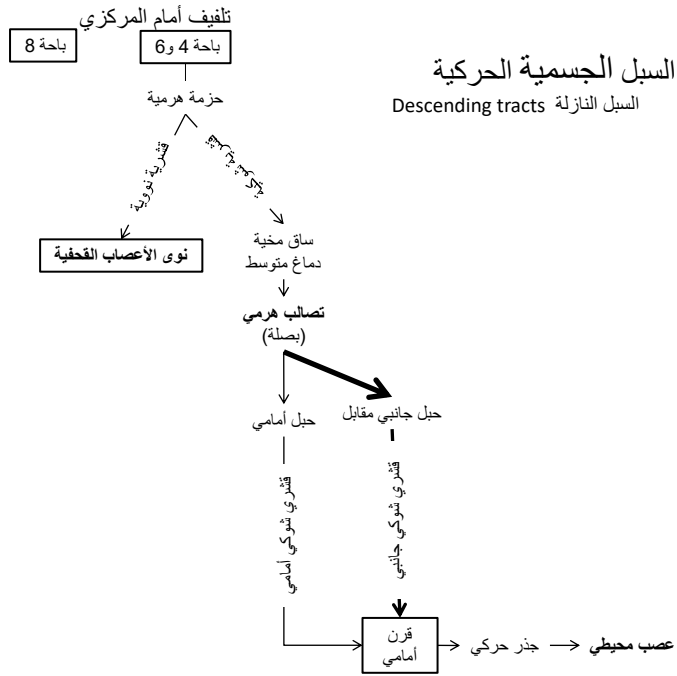 تلفيف أمام المركزي
باحة 4 و6
باحة 8
السبل الجسمية الحركية
السبل النازلة Descending tracts
حزمة هرمية
قشرية نووية
ساق مخية
دماغ متوسط
نوى الأعصاب القحفية
تصالب هرمي
(بصلة)
حبل جانبي مقابل
حبل أمامي
قشري شوكي جانبي
قشري شوكي أمامي
قرن
أمامي
جذر حركي
عصب محيطي